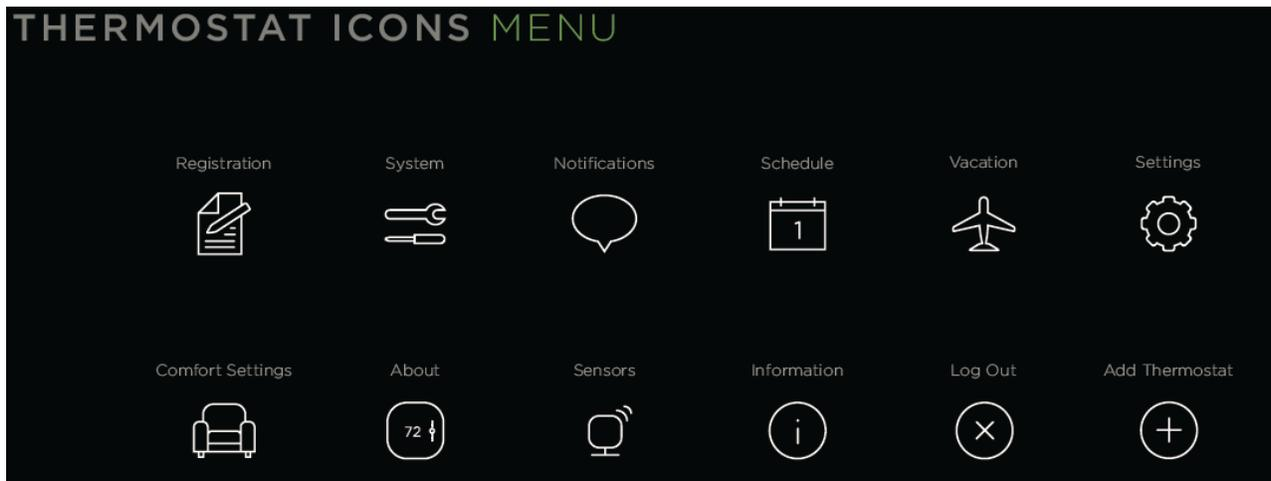 THERMOSTAT ICONS MENU
Registration System Notifications Schedule Vacation Settings
1
Comfort Settings About Sensors Information Log Out Add Thermostat
72 i